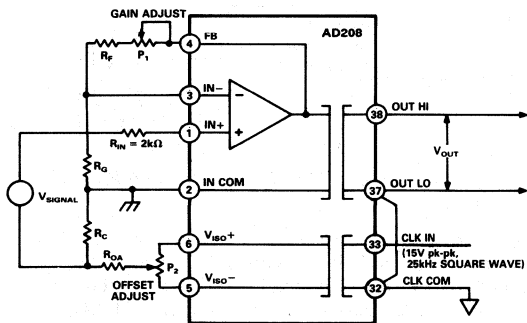 GAIN ADJUST
AD208
RF
P1
4
FB
3
IN−
1
IN+
RIN = 2kΩ
38
OUT HI
VOUT
RG
2
IN COM
37
OUT LO
VSIGNAL
RC
6
VISO+
33
CLK IN
(15V pk-pk,
25kHz SQUARE WAVE)
ROA
P2
5
VISO−
32
CLK COM
OFFSET
ADJUST